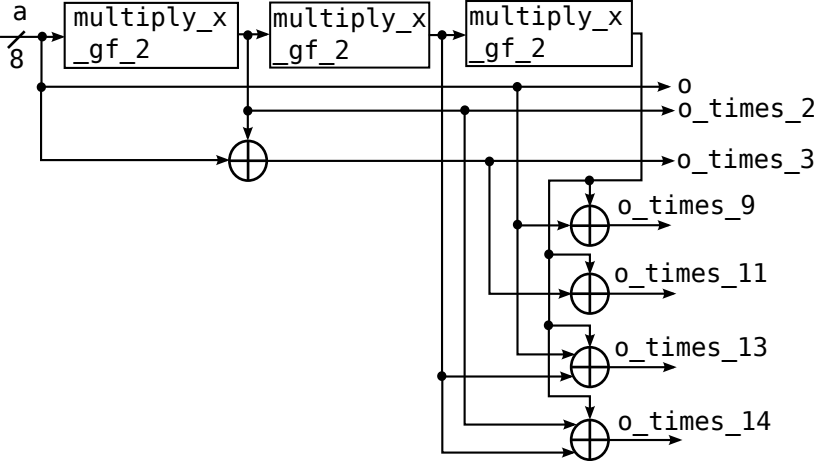 a
8
multiply_x
_gf_2
multiply_x
_gf_2
multiply_x
_gf_2
o
o_times_2
o_times_3
o_times_9
o_times_11
o_times_13
o_times_14